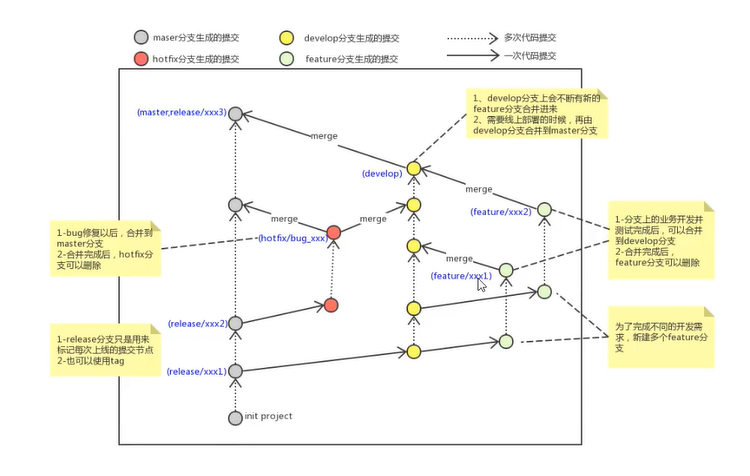 maser分支生成的提交
develop分支生成的提交
多次代码提交
hotfix分支生成的提交
feature分支生成的提交
一次代码提交
1、develop分支上会不断有新的
feature分支合并进来
2、需要线上部署的时候，再由
develop分支合并到master分支
(master,release/xxx3)
merge
(develop)
merge
(feature/xxx2)
1-分支上的业务开发并
测试完成后，可以合并
到develop分支
2-合并完成后，
feature分支可以删除
merge
merge
1-bug修复以后，合并到
master分支
2-合并完成后，hotfix分
支可以删除
(hotfix/bug_xxx)
merge
(feature/xxx1)
(release/xxx2)
为了完成不同的开发需
求，新建多个feature分
支
1-release分支只是用来
标记每次上线的提交节点
2-也可以使用tag
(release/xxx1)
init project